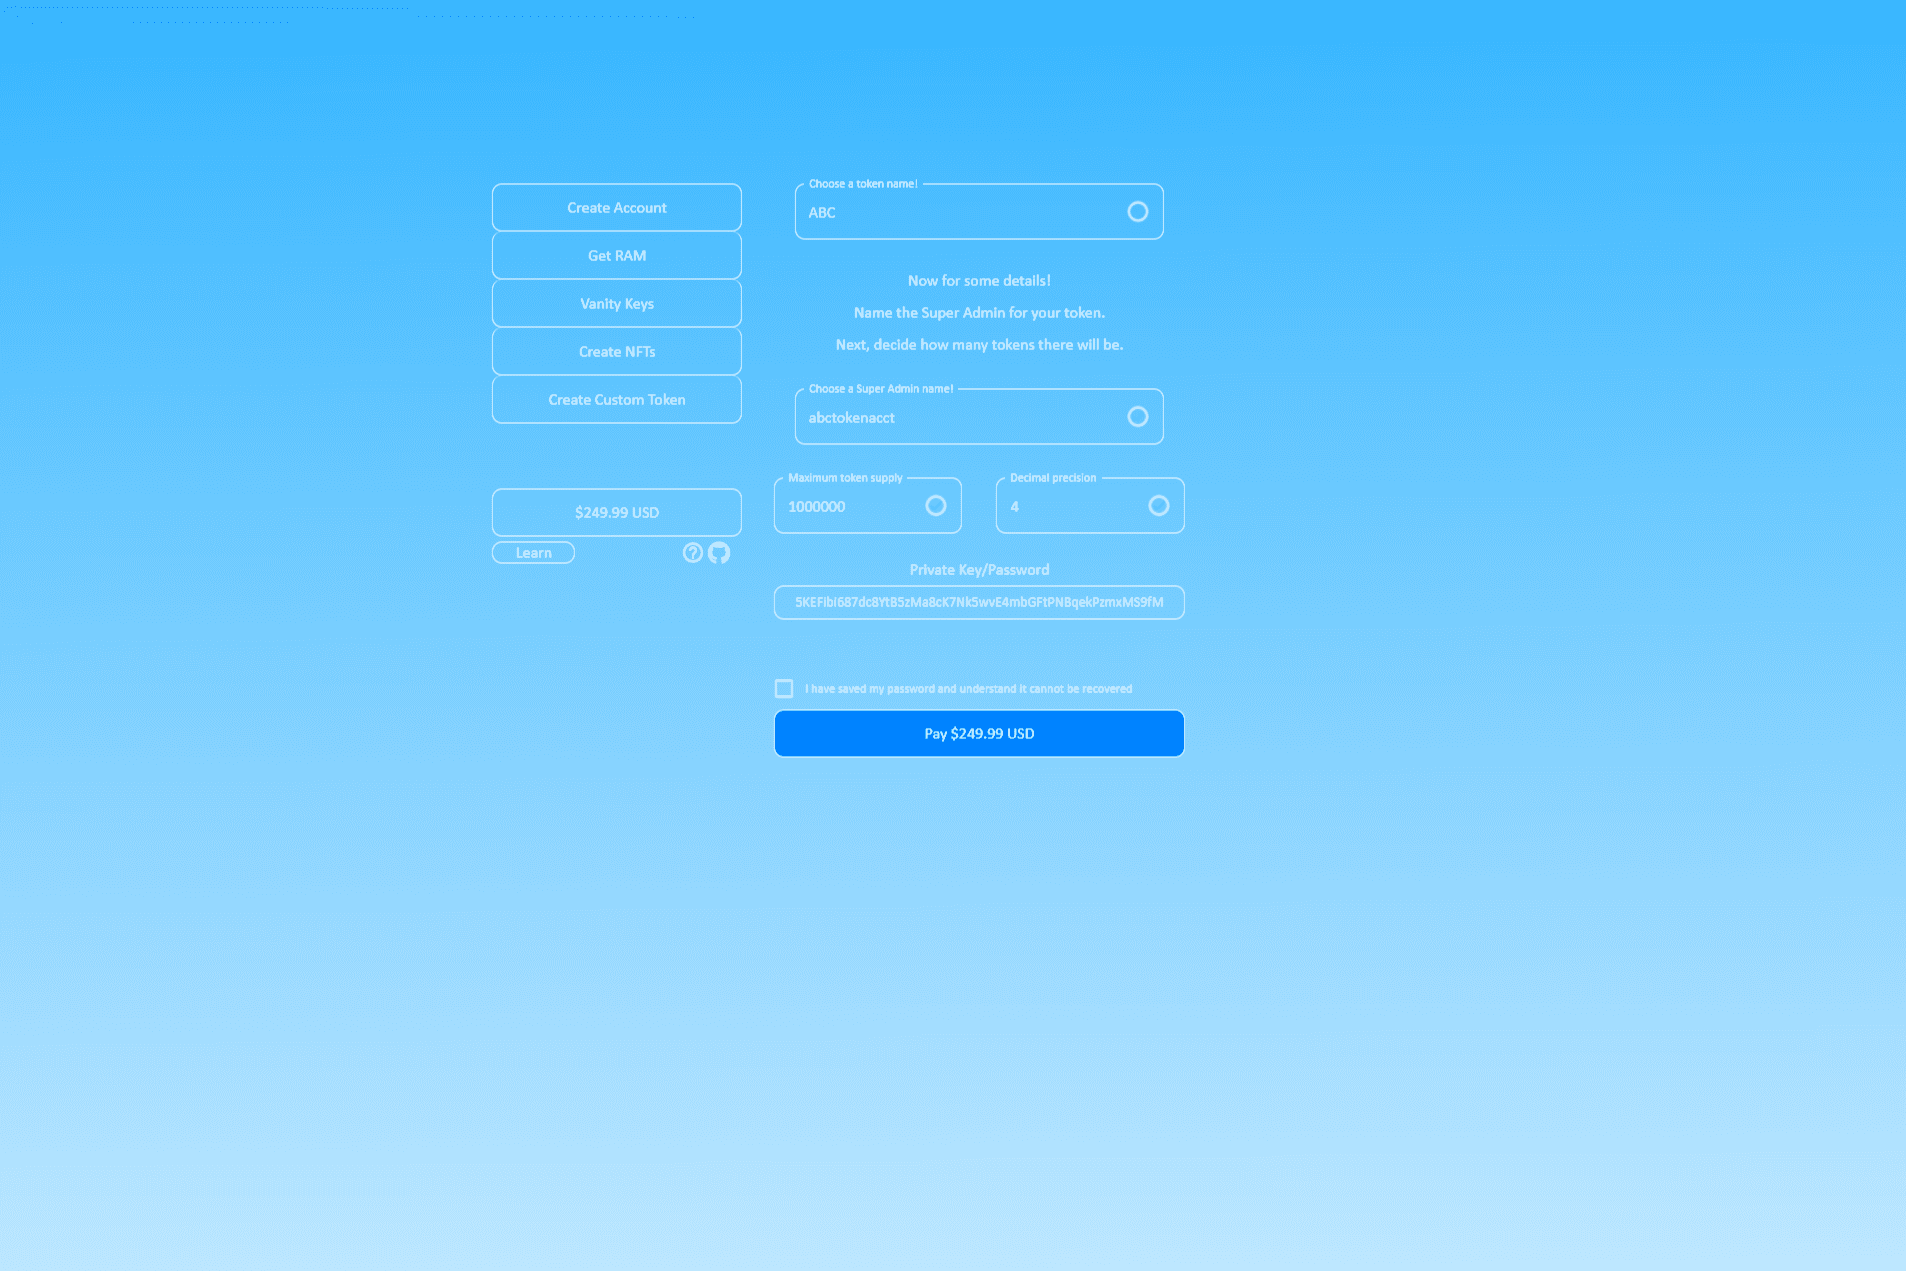 Create Account
Get RAM
Vanity Keys
Create NFTs
Create Custom Token
$249.99 USD
Learn
Choose a token name!
ABC
Now for some details!
Name the Super Admin for your token.
Next, decide how many tokens there will be.
Choose a Super Admin name!
abctokenacct
Maximum token supply
1000000
Decimal precision
4
Private Key/Password
5KEFibi687dc8YtB5zMa8cK7Nk5wvE4mbGFtPNBqekPzmxMS9fM
I have saved my password and understand it cannot be recovered
Pay $249.99 USD